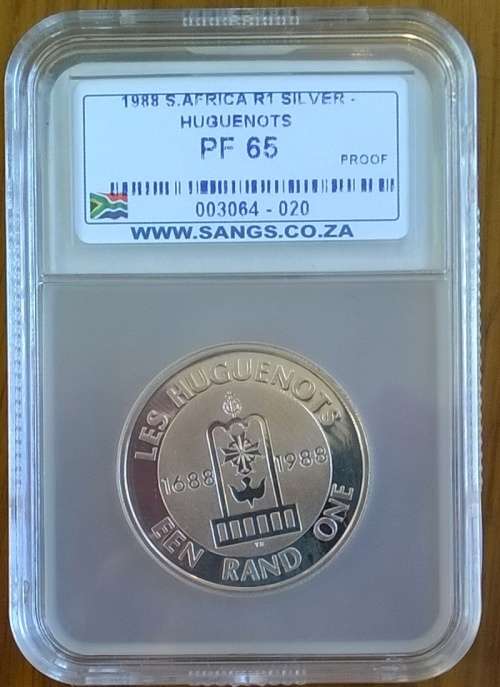 1988 S.AFRICA R1 SILVER -
HUGUENOTS
PF 65
PROOF
003064 - 020
WWW.SANGS.CO.ZA
LES HUGUENOTS
1688 1988
EEN RAND ONE